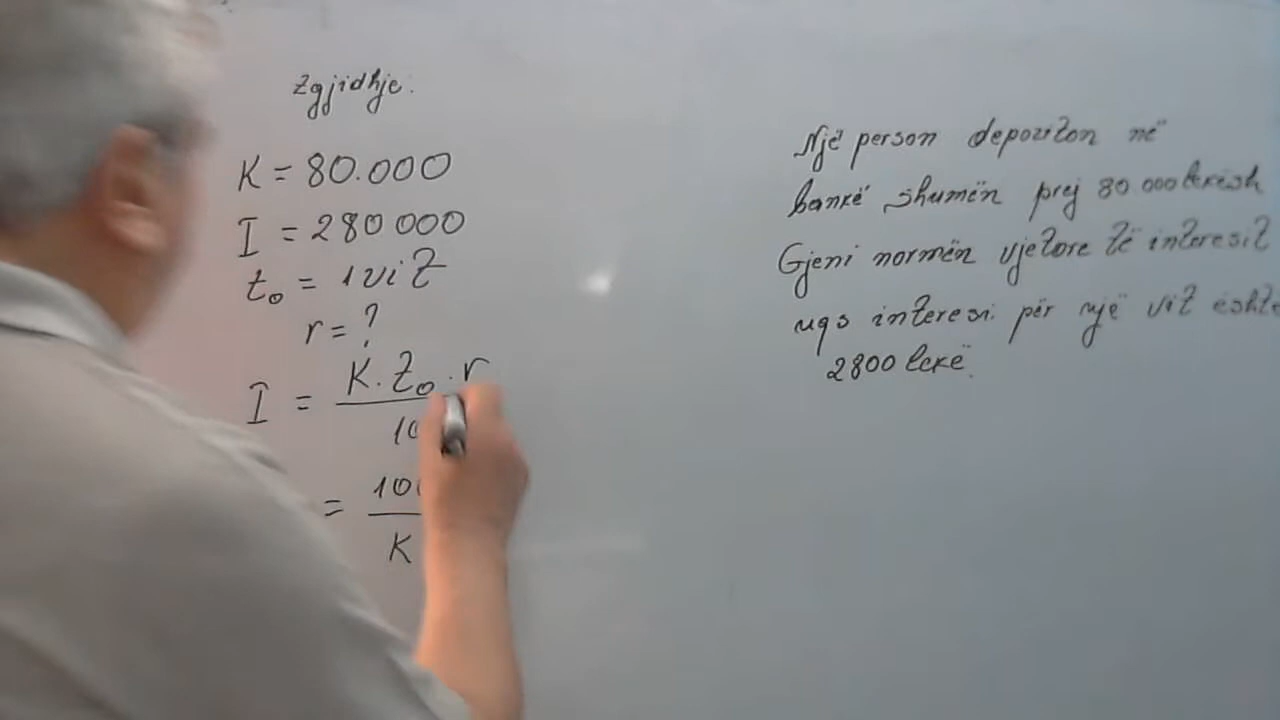 Zgjidhje.
K = 80.000
I = 280 000
t₀ = 1 vit
r = ?
I = K . t₀ . r
10
= 100
K
Një person depoziton në
bankë shumën prej 80 000 lekësh
Gjeni normën vjetore të interesit
nqs interesi për një vit është
2800 lekë.